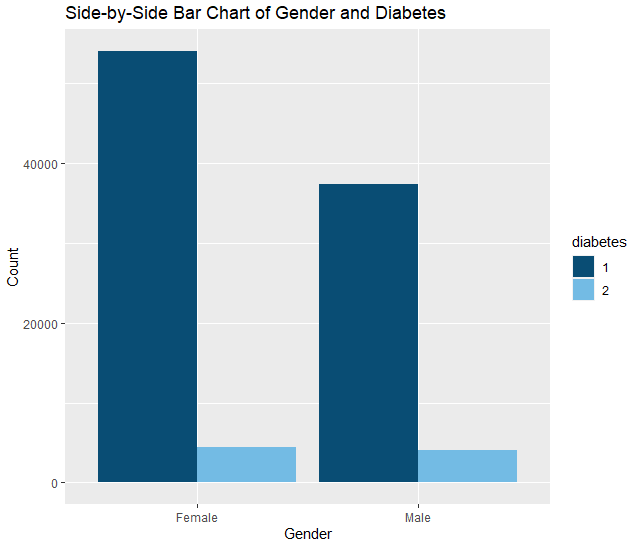 Side-by-Side Bar Chart of Gender and Diabetes
Count
40000
20000
0
Female
Male
Gender
diabetes
1
2